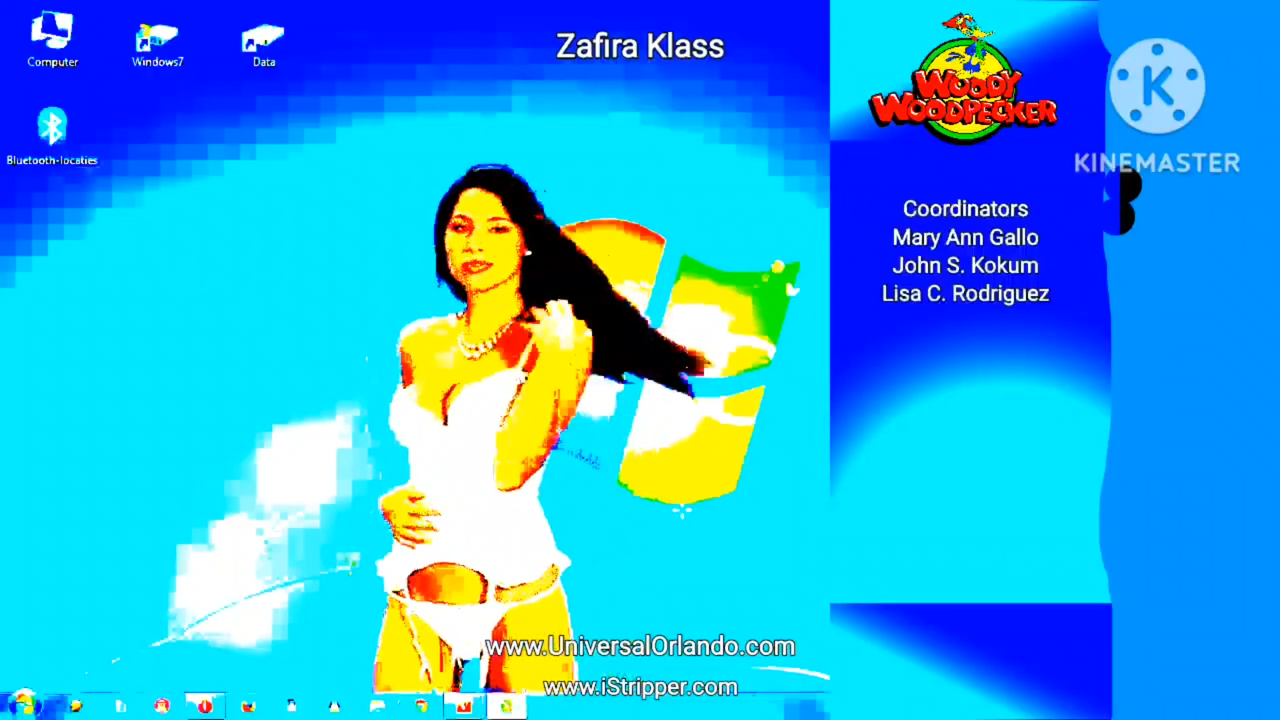 Zafira Klass
Computer
Windows7
Data
Bluetooth-locaties
WOODY
WOODPECKER
KINEMASTER
Coordinators
Mary Ann Gallo
John S. Kokum
Lisa C. Rodriguez
www.UniversalOrlando.com
www.iStripper.com